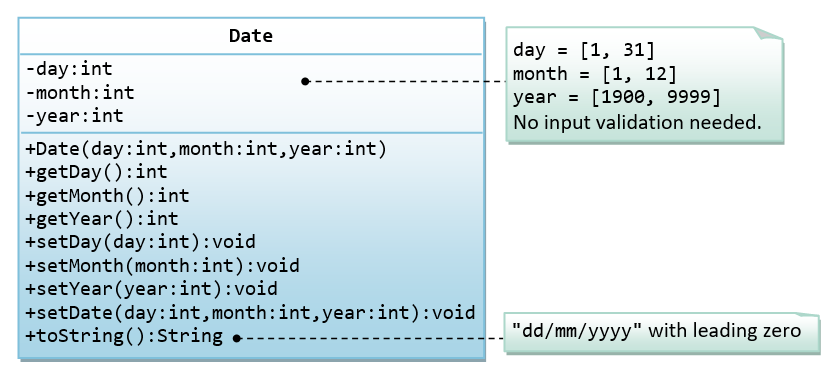 Date
-day:int
-month:int
-year:int
day = [1, 31]
month = [1, 12]
year = [1900, 9999]
No input validation needed.
+Date(day:int,month:int,year:int)
+getDay():int
+getMonth():int
+getYear():int
+setDay(day:int):void
+setMonth(month:int):void
+setYear(year:int):void
+setDate(day:int,month:int,year:int):void
+toString():String
"dd/mm/yyyy" with leading zero